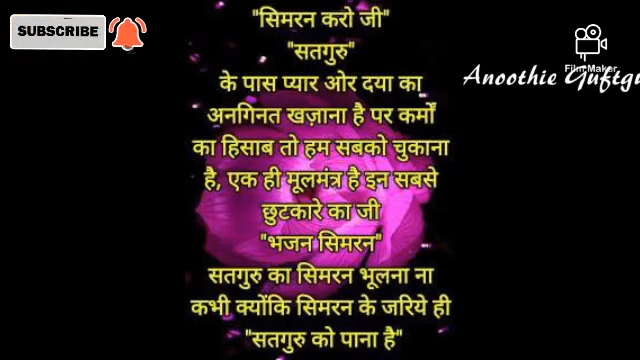 "सिमरन करो जी"
SUBSCRIBE
"सतगुरु"
Film Maker
Anoothie Guftgu
के पास प्यार ओर दया का
अनगिनत खज़ाना है पर कर्मों
का हिसाब तो हम सबको चुकाना
है, एक ही मूलमंत्र है इन सबसे
छुटकारे का जी
"भजन सिमरन"
सतगुरु का सिमरन भूलना ना
कभी क्योंकि सिमरन के जरिये ही
"सतगुरु को पाना है"